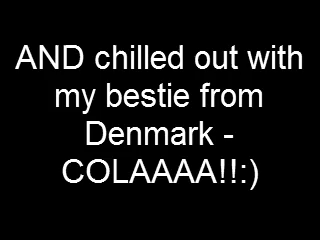 AND chilled out with
my bestie from
Denmark -
COLAAAA!!:)